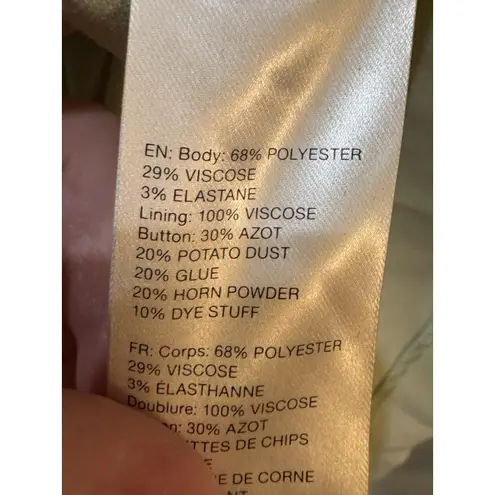 EN: Body: 68% POLYESTER
29% VISCOSE
3% ELASTANE
Lining: 100% VISCOSE
Button: 30% AZOT
20% POTATO DUST
20% GLUE
20% HORN POWDER
10% DYE STUFF
FR: Corps: 68% POLYESTER
29% VISCOSE
3% ÉLASTHANNE
Doublure: 100% VISCOSE
30% AZOT
DE CHIPS
DE CORNE